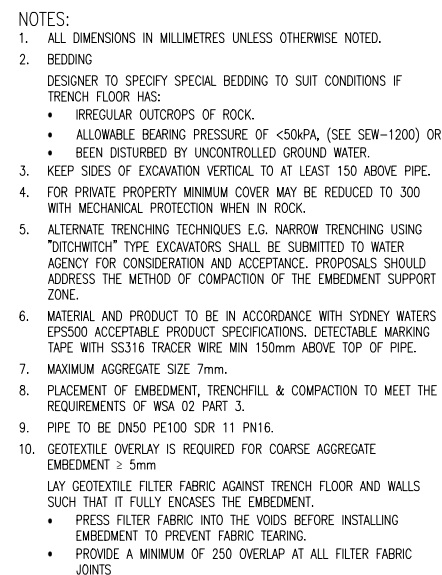 NOTES:
1. ALL DIMENSIONS IN MILLIMETRES UNLESS OTHERWISE NOTED.
2. BEDDING
DESIGNER TO SPECIFY SPECIAL BEDDING TO SUIT CONDITIONS IF
TRENCH FLOOR HAS:
• IRREGULAR OUTCROPS OF ROCK.
• ALLOWABLE BEARING PRESSURE OF <50kPA, (SEE SEW-1200) OR
• BEEN DISTURBED BY UNCONTROLLED GROUND WATER.
3. KEEP SIDES OF EXCAVATION VERTICAL TO AT LEAST 150 ABOVE PIPE.
4. FOR PRIVATE PROPERTY MINIMUM COVER MAY BE REDUCED TO 300
WITH MECHANICAL PROTECTION WHEN IN ROCK.
5. ALTERNATE TRENCHING TECHNIQUES E.G. NARROW TRENCHING USING
"DITCHWITCH" TYPE EXCAVATORS SHALL BE SUBMITTED TO WATER
AGENCY FOR CONSIDERATION AND ACCEPTANCE. PROPOSALS SHOULD
ADDRESS THE METHOD OF COMPACTION OF THE EMBEDMENT SUPPORT
ZONE.
6. MATERIAL AND PRODUCT TO BE IN ACCORDANCE WITH SYDNEY WATERS
EPS500 ACCEPTABLE PRODUCT SPECIFICATIONS. DETECTABLE MARKING
TAPE WITH SS316 TRACER WIRE MIN 150mm ABOVE TOP OF PIPE.
7. MAXIMUM AGGREGATE SIZE 7mm.
8. PLACEMENT OF EMBEDMENT, TRENCHFILL & COMPACTION TO MEET THE
REQUIREMENTS OF WSA 02 PART 3.
9. PIPE TO BE DN50 PE100 SDR 11 PN16.
10. GEOTEXTILE OVERLAY IS REQUIRED FOR COARSE AGGREGATE
EMBEDMENT ≥ 5mm
LAY GEOTEXTILE FILTER FABRIC AGAINST TRENCH FLOOR AND WALLS
SUCH THAT IT FULLY ENCASES THE EMBEDMENT.
• PRESS FILTER FABRIC INTO THE VOIDS BEFORE INSTALLING
EMBEDMENT TO PREVENT FABRIC TEARING.
• PROVIDE A MINIMUM OF 250 OVERLAP AT ALL FILTER FABRIC
JOINTS